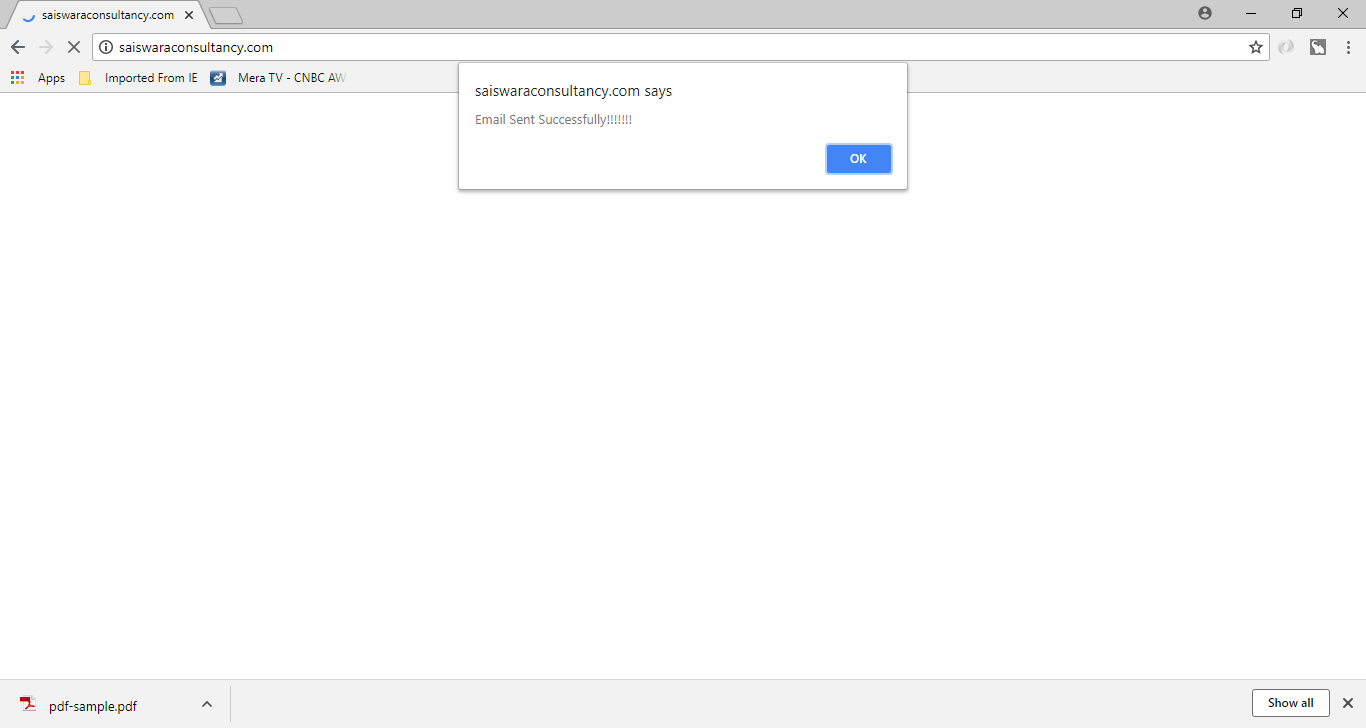 saiswaraconsultancy.com
saiswaraconsultancy.com
Apps Imported From IE Mera TV - CNBC AW
saiswaraconsultancy.com says
Email Sent Successfully!!!!!!!
OK
pdf-sample.pdf
Show all